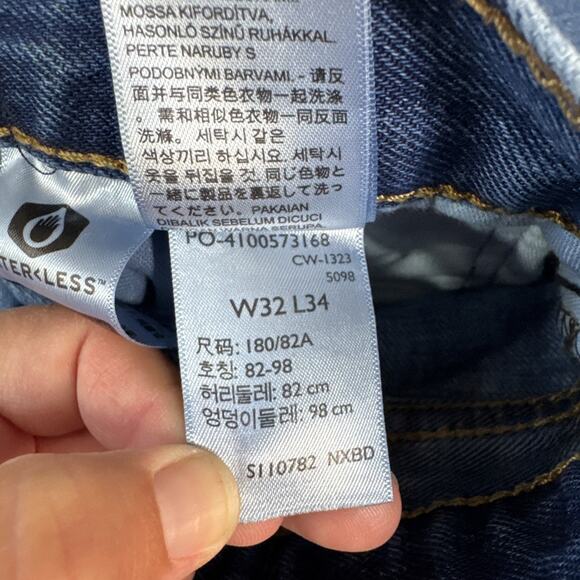 MOSSA KIFORDÍTVA,
HASONLÓ SZÍNŰ RUHÁKKAL.
PERTE NARUBY S
PODOBNÝMI BARVAMI. - 请反
面并与同类色衣物一起洗涤
。需和相似色衣物一同反面
洗滌。세탁시 같은
색상끼리 하십시요. 세탁시
옷을 뒤집을 것. 同じ色物と
一緒に製品を裏返して洗っ
てください。PAKAIAN
DIBALIK SEBELUM DICUCI
WARNA SERUPA.
PO-4100573168
CW-1323
5098
W32 L34
尺码: 180/82A
호칭: 82-98
허리둘레: 82 cm
엉덩이둘레: 98 cm
S110782 NXBD
TER<LESS™